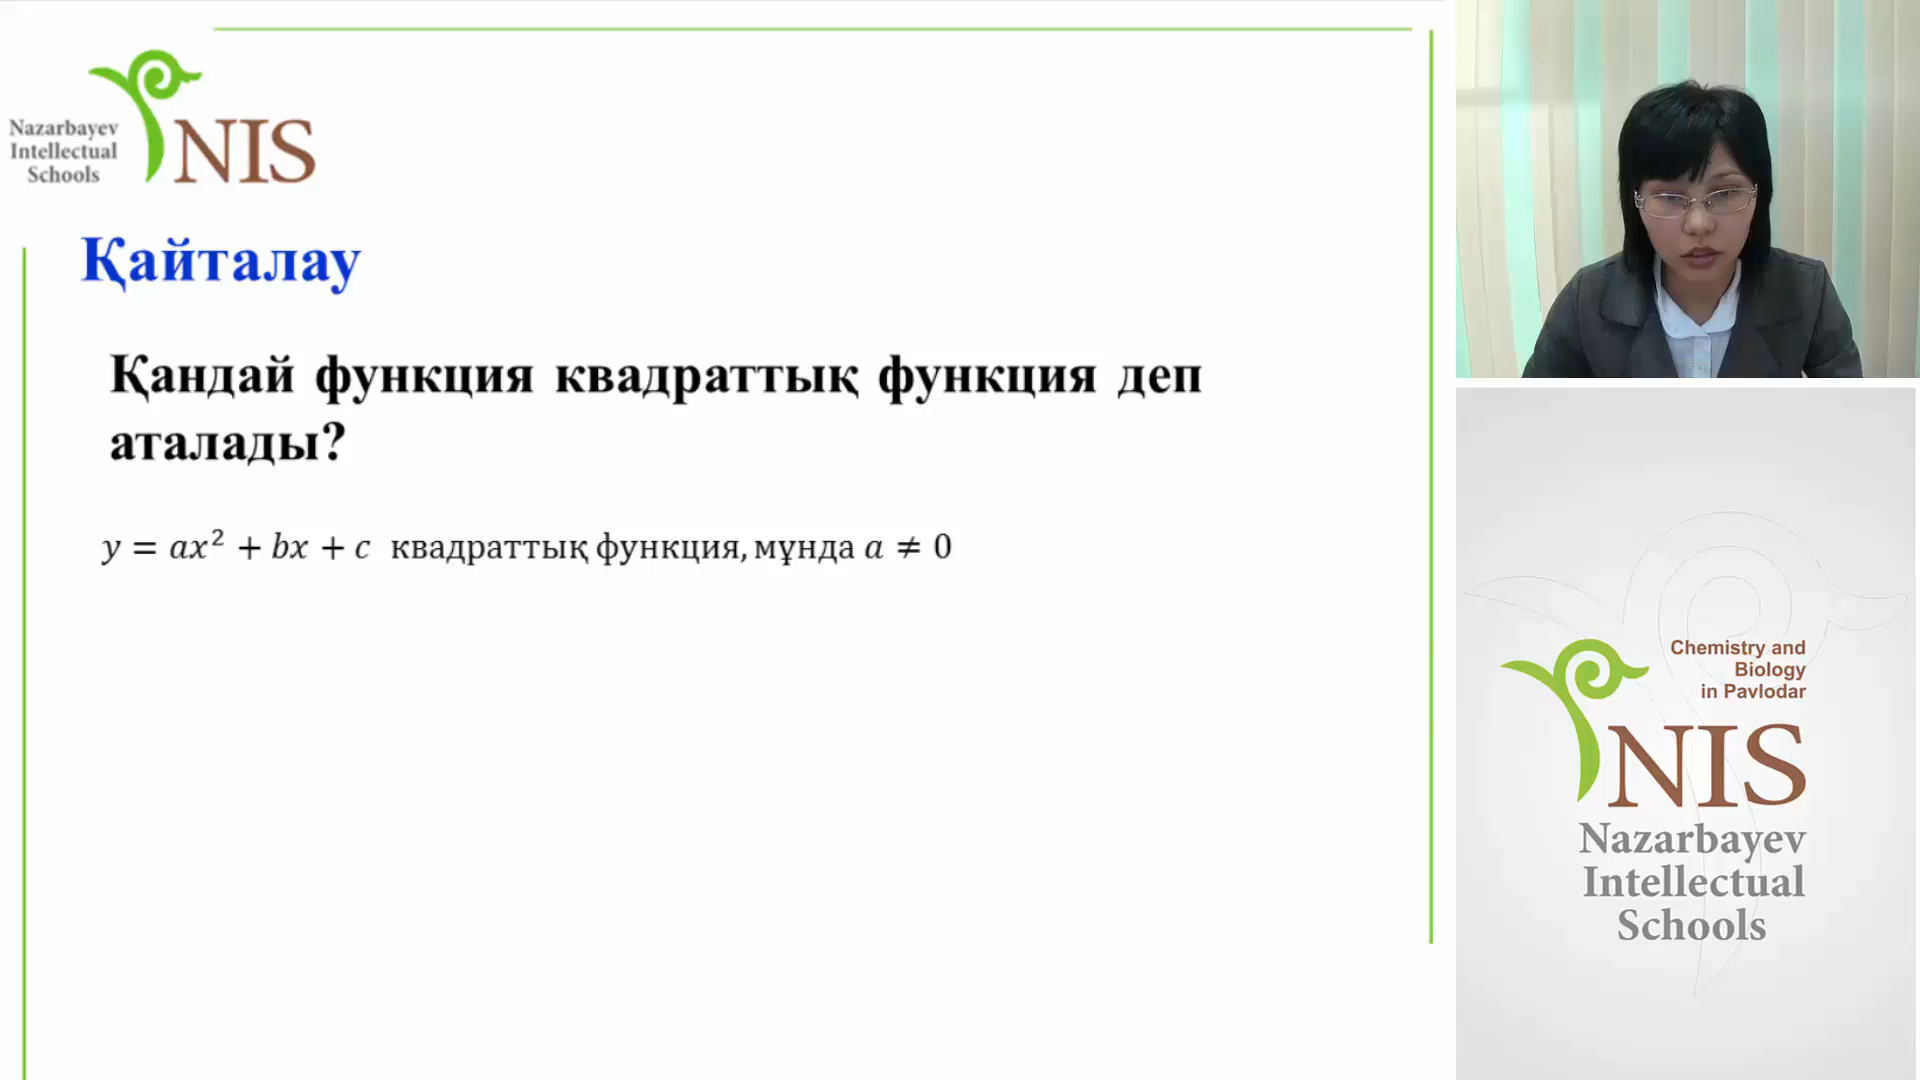 Nazarbayev
Intellectual
Schools
NIS
Қайталау
Қандай функция квадраттық функция деп
аталады?
y = ax² + bx + c квадраттық функция, мұнда a ≠ 0
Chemistry and
Biology
in Pavlodar
NIS
Nazarbayev
Intellectual
Schools